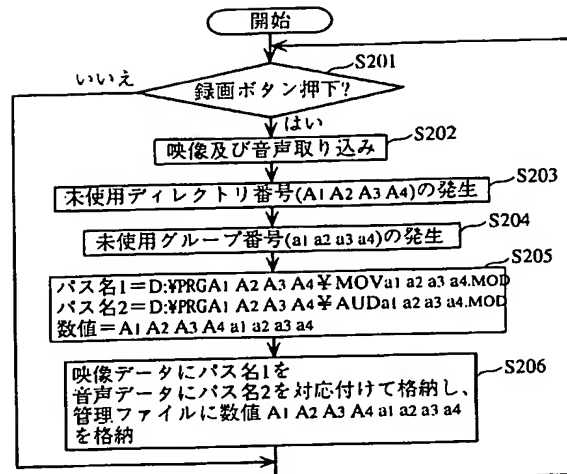 開始
S201
いいえ
録画ボタン押下?
はい
S202
映像及び音声取り込み
S203
未使用ディレクトリ番号(A1 A2 A3 A4)の発生
S204
未使用グループ番号(a1 a2 a3 a4)の発生
S205
パス名1=D:¥PRGA1 A2 A3 A4¥MOVa1 a2 a3 a4.MOD
パス名2=D:¥PRGA1 A2 A3 A4¥AUDa1 a2 a3 a4.MOD
数値=A1 A2 A3 A4 a1 a2 a3 a4
S206
映像データにパス名1を
音声データにパス名2を対応付けて格納し、
管理ファイルに数値 A1 A2 A3 A4 a1 a2 a3 a4
を格納